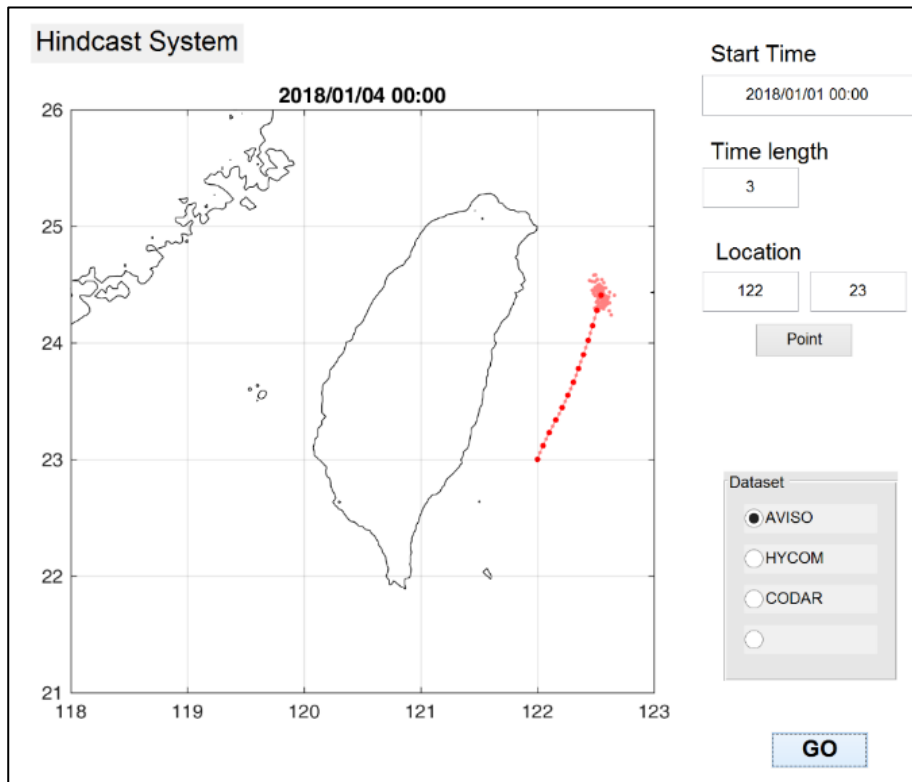 Hindcast System
Start Time
2018/01/01 00:00
Time length
3
Location
122 23
Point
Dataset
AVISO
HYCOM
CODAR
GO
2018/01/04 00:00
26
25
24
23
22
21
118 119 120 121 122 123